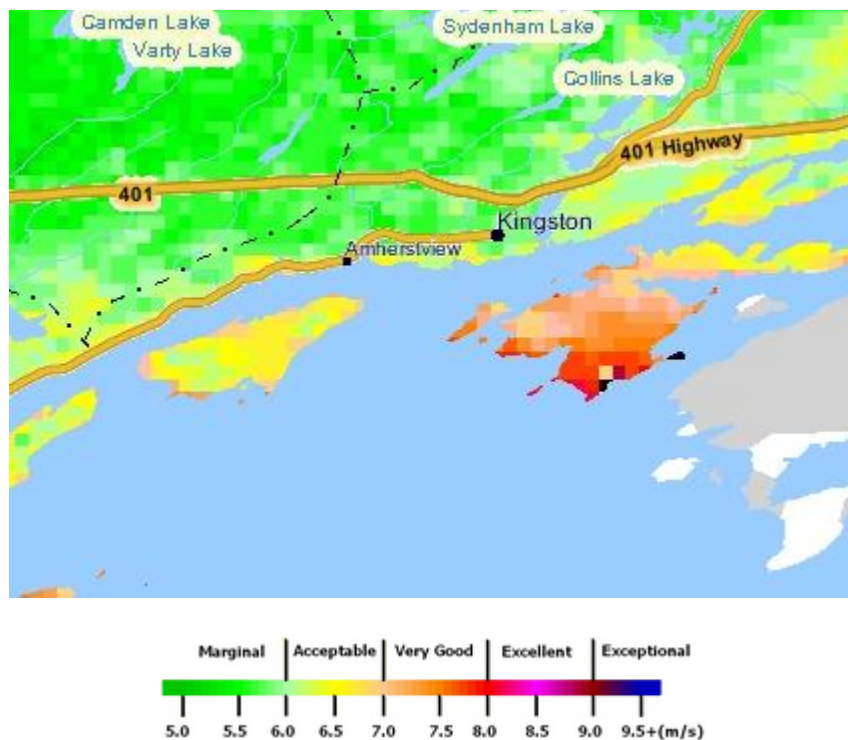 Camden Lake
Varty Lake
Sydenham Lake
Collins Lake
401 Highway
401
Kingston
Amherstview
Marginal Acceptable Very Good Excellent Exceptional
5.0 5.5 6.0 6.5 7.0 7.5 8.0 8.5 9.0 9.5+(m/s)